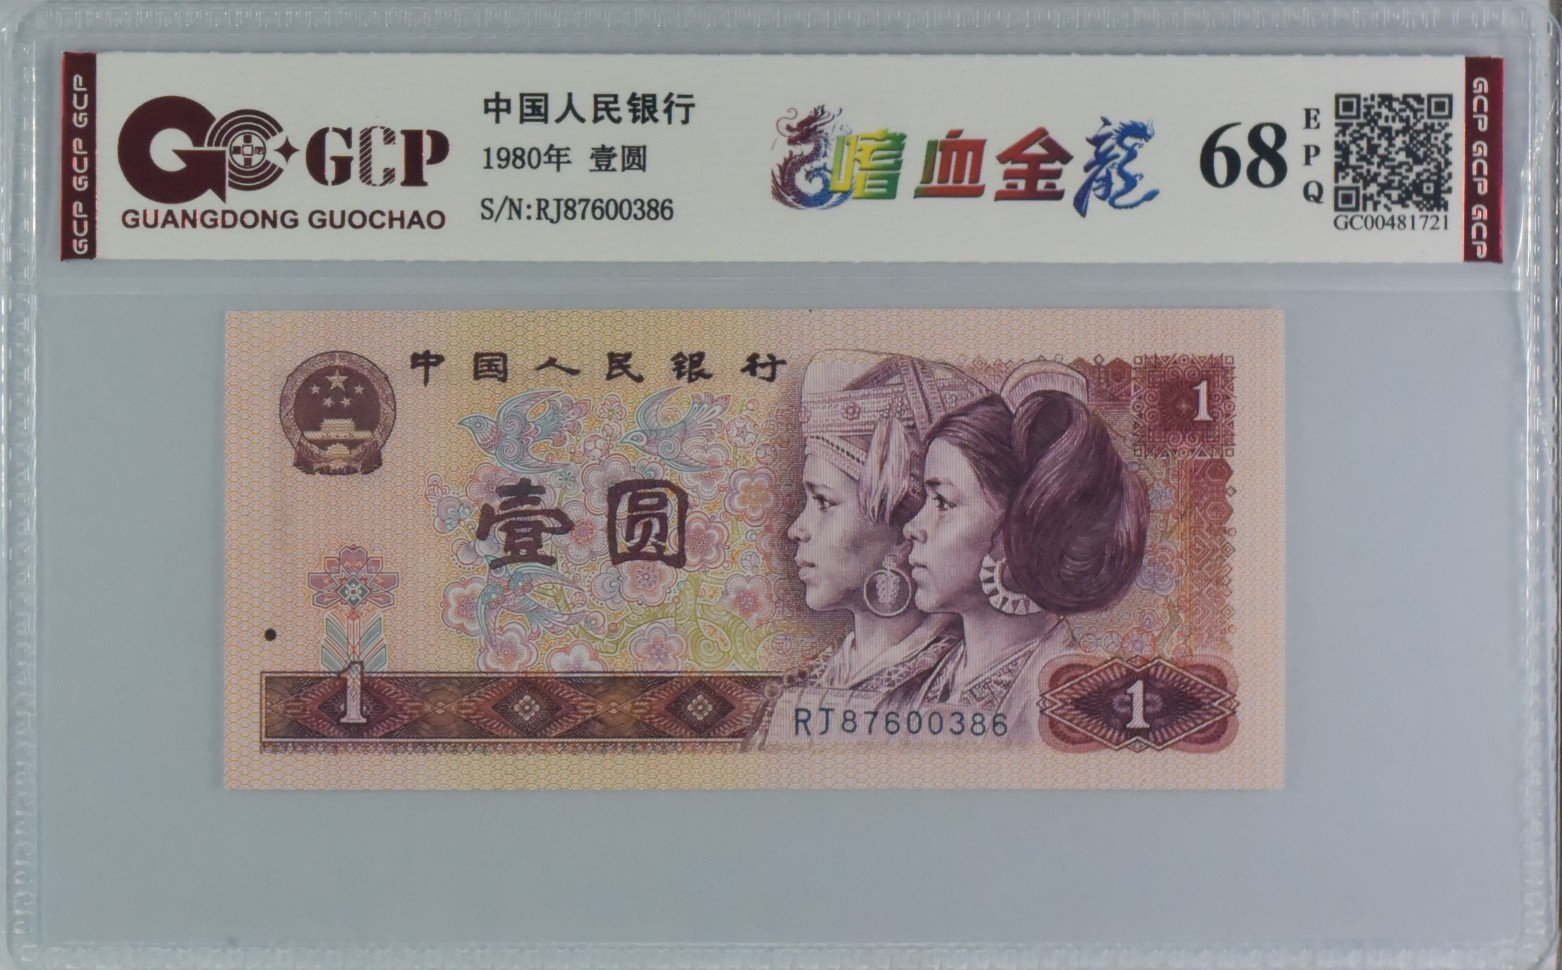 GCP GCP GCP
GCP
GUANGDONG GUOCHAO
中国人民银行
1980年 壹圆
S/N:RJ87600386
嗜血金龍
68
EPQ
GC00481721
GCP GCP GCP
中国人民银行
1
壹圆
1
RJ87600386
1